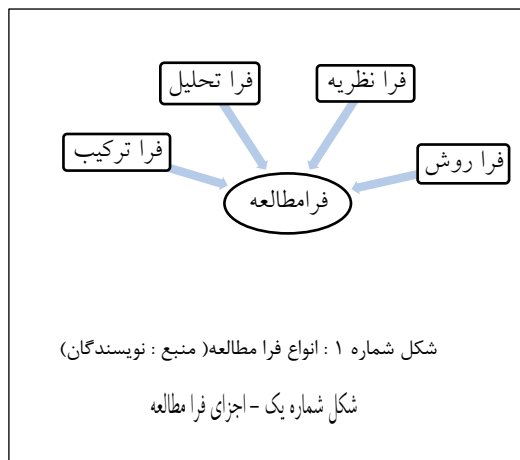 فرا نظریه
فرا تحلیل
فرا روش
فرا ترکیب
فرامطالعه
شکل شماره ۱ : انواع فرا مطالعه( منبع : نویسندگان)
شکل شماره یک - اجزای فرا مطالعه